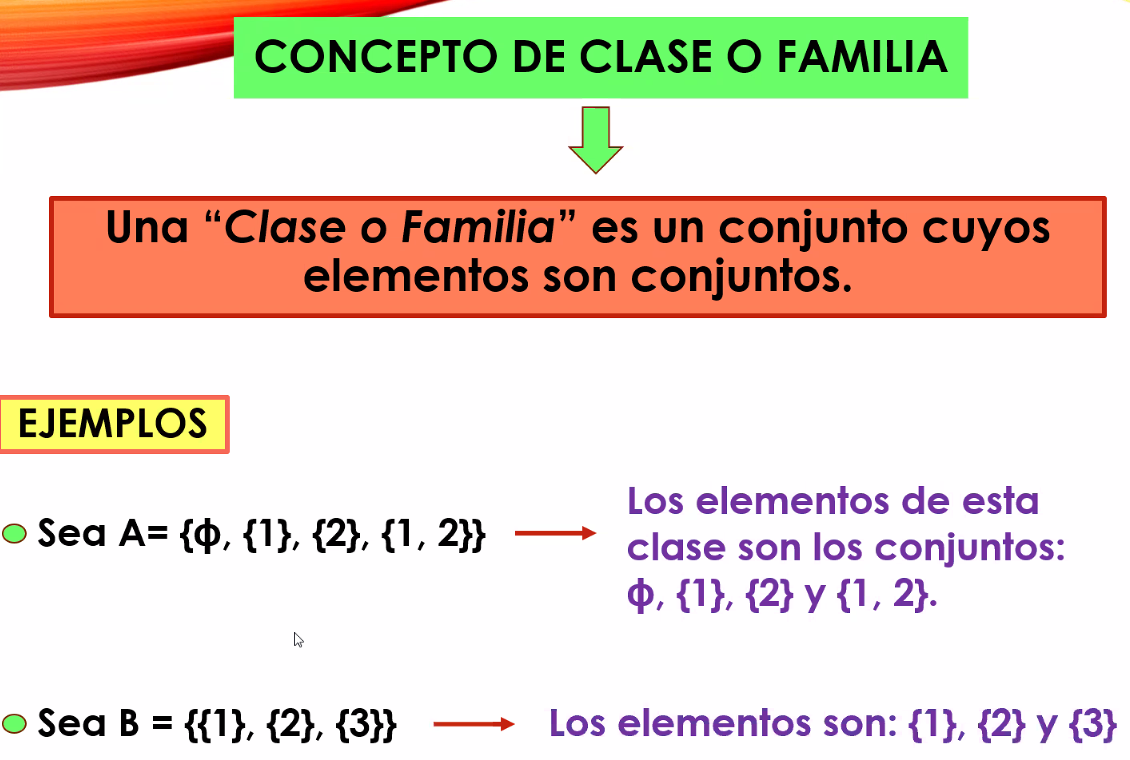 CONCEPTO DE CLASE O FAMILIA
Una “Clase o Familia” es un conjunto cuyos
elementos son conjuntos.
EJEMPLOS
Sea A= {ф, {1}, {2}, {1, 2}}
Los elementos de esta
clase son los conjuntos:
ф, {1}, {2} y {1, 2}.
Sea B = {{1}, {2}, {3}}
Los elementos son: {1}, {2} y {3}